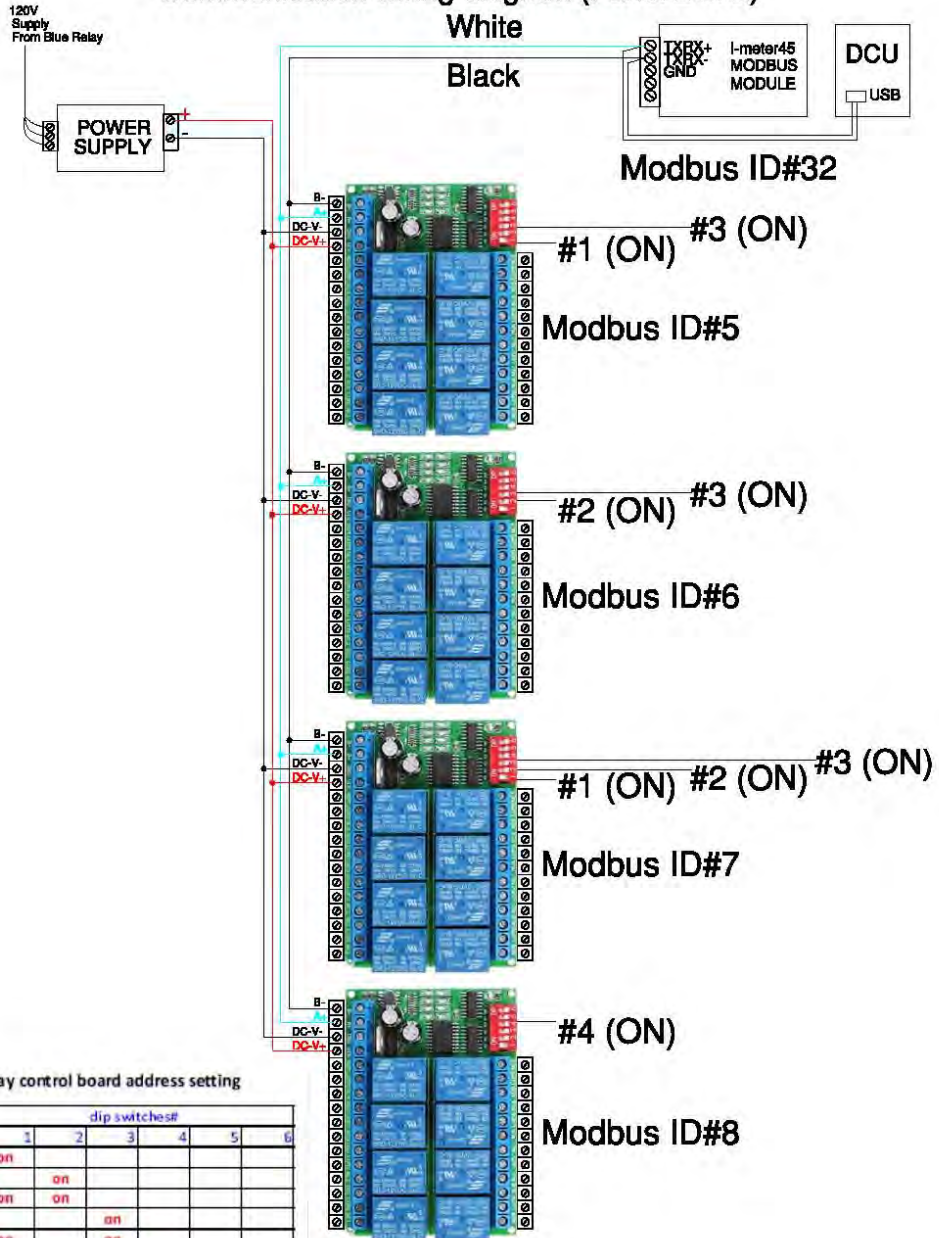 120V
Supply
From Blue Relay
White
Black
POWER
SUPPLY
+
-
TXRX+
TXRX-
GND
I-meter45
MODBUS
MODULE
DCU
USB
Modbus ID#32
B-
A+
DC-V-
DC-V+
#1 (ON)
#3 (ON)
Modbus ID#5
B-
A+
DC-V-
DC-V+
#2 (ON)
#3 (ON)
Modbus ID#6
B-
A+
DC-V-
DC-V+
#1 (ON)
#2 (ON)
#3 (ON)
Modbus ID#7
B-
A+
DC-V-
DC-V+
#4 (ON)
Modbus ID#8
control board address setting
dip switches#
1 2 3 4 5 6
on
on
on on
on